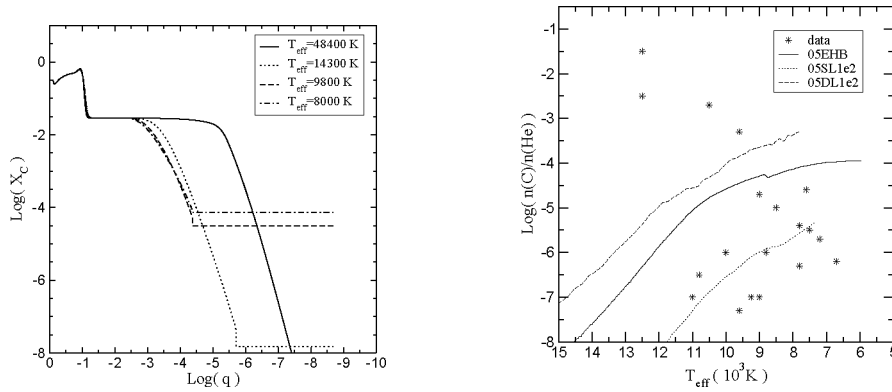 T_eff=48400 K
T_eff=14300 K
T_eff=9800 K
T_eff=8000 K
0
-2
-4
-6
-8
Log( X_C )
0 -1 -2 -3 -4 -5 -6 -7 -8 -9 -10
Log( q )
data
05EHB
05SL1e2
05DL1e2
-1
-2
-3
-4
-5
-6
-7
-8
Log( n(C)/n(He) )
15 14 13 12 11 10 9 8 7 6 5
T_eff ( 10^3 K )